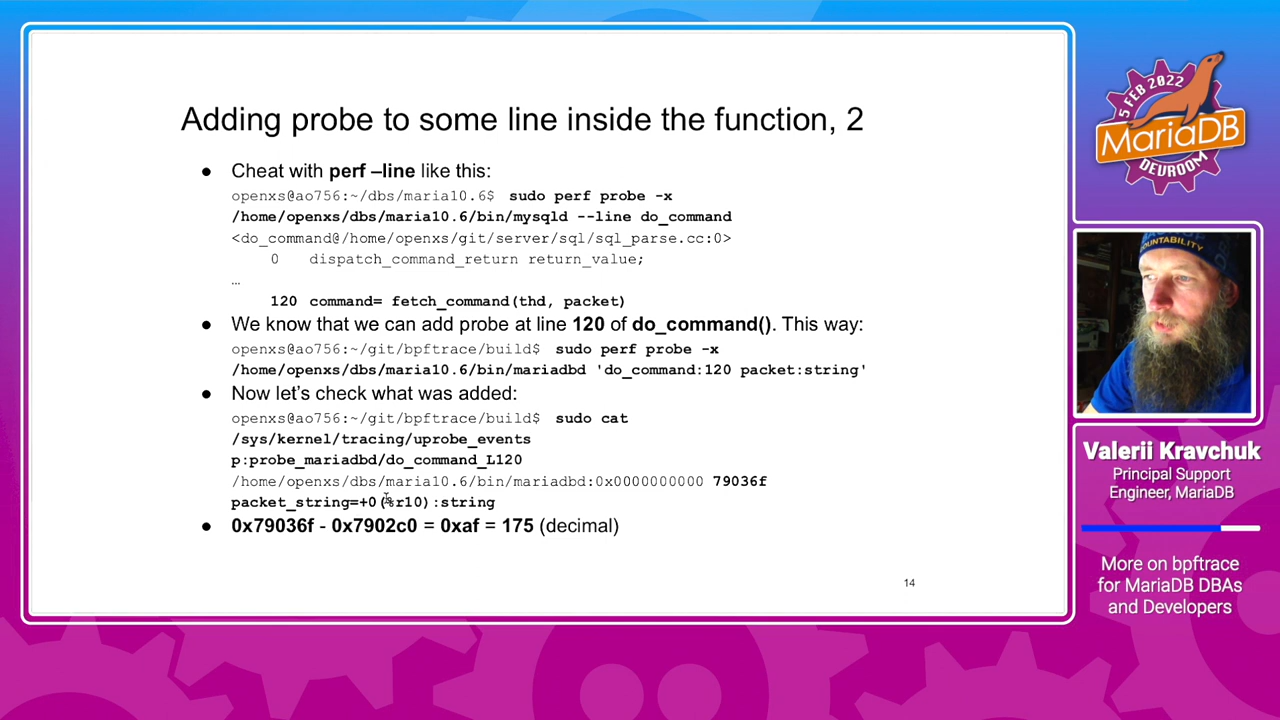 Adding probe to some line inside the function, 2
● Cheat with perf –line like this:
openxs@ao756:~/dbs/maria10.6$ sudo perf probe -x
/home/openxs/dbs/maria10.6/bin/mysqld --line do_command
<do_command@/home/openxs/git/server/sql/sql_parse.cc:0>
0 dispatch_command_return return_value;
…
120 command= fetch_command(thd, packet)
● We know that we can add probe at line 120 of do_command(). This way:
openxs@ao756:~/git/bpftrace/build$ sudo perf probe -x
/home/openxs/dbs/maria10.6/bin/mariadbd 'do_command:120 packet:string'
● Now let's check what was added:
openxs@ao756:~/git/bpftrace/build$ sudo cat
/sys/kernel/tracing/uprobe_events
p:probe_mariadbd/do_command_L120
/home/openxs/dbs/maria10.6/bin/mariadbd:0x0000000000 79036f
packet_string=+0(%r10):string
● 0x79036f - 0x7902c0 = 0xaf = 175 (decimal)
14
5 FEB 2022
MariaDB
DEVROOM
COUNTABILITY
Valerii Kravchuk
Principal Support
Engineer, MariaDB
More on bpftrace
for MariaDB DBAs
and Developers